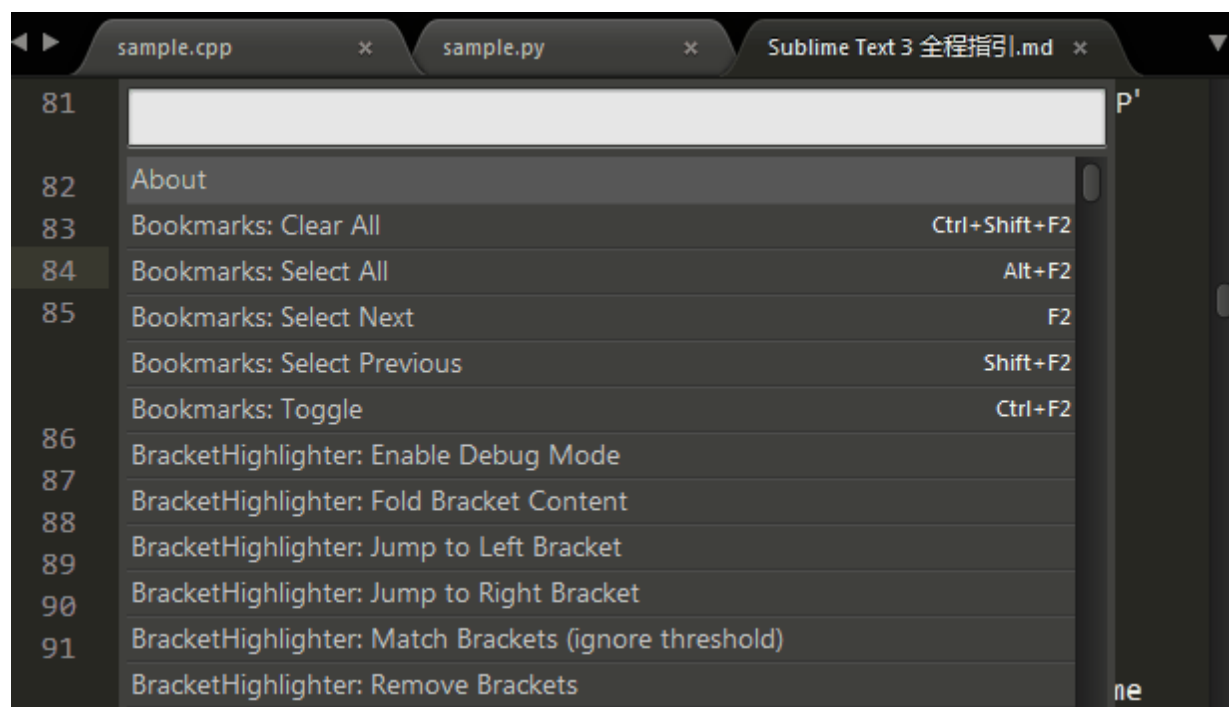 sample.cpp × sample.py × Sublime Text 3 全程指引.md ×
81 P'
About
82
Bookmarks: Clear All Ctrl+Shift+F2
83
Bookmarks: Select All Alt+F2
84
Bookmarks: Select Next F2
85
Bookmarks: Select Previous Shift+F2
Bookmarks: Toggle Ctrl+F2
86
BracketHighlighter: Enable Debug Mode
87
BracketHighlighter: Fold Bracket Content
88
BracketHighlighter: Jump to Left Bracket
89
BracketHighlighter: Jump to Right Bracket
90
BracketHighlighter: Match Brackets (ignore threshold)
91
BracketHighlighter: Remove Brackets